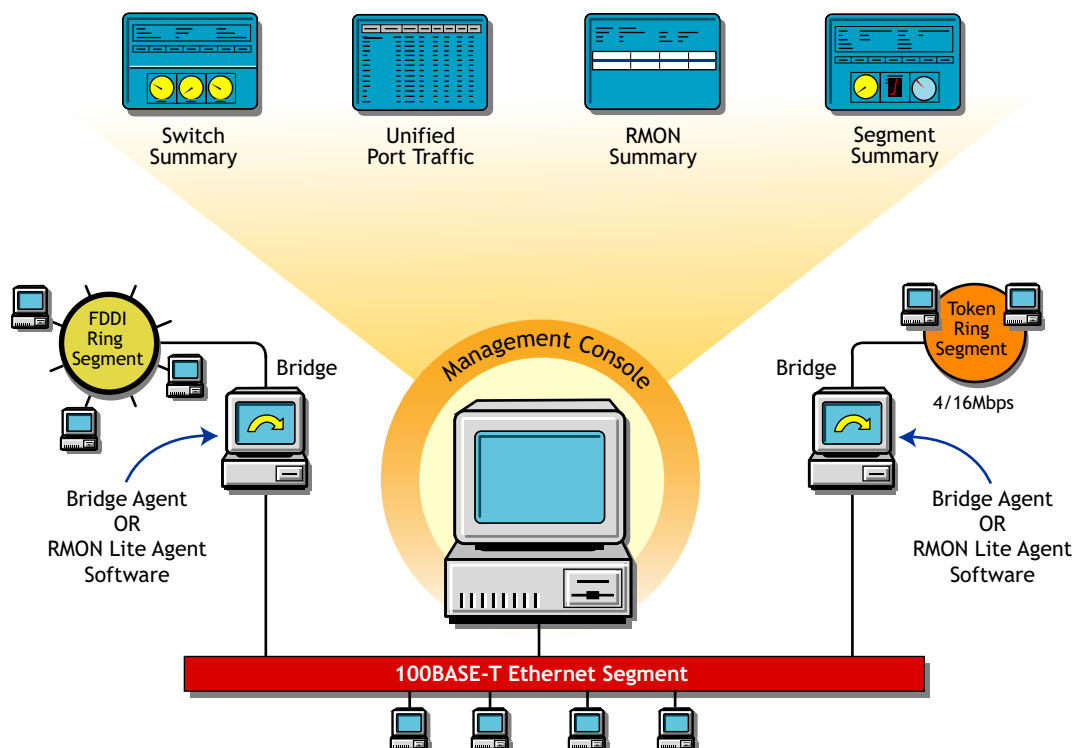 Switch
Summary
Unified
Port Traffic
RMON
Summary
Segment
Summary
FDDI
Ring
Segment
Bridge
Management Console
Bridge
Token
Ring
Segment
4/16Mbps
Bridge Agent
OR
RMON Lite Agent
Software
Bridge Agent
OR
RMON Lite Agent
Software
100BASE-T Ethernet Segment